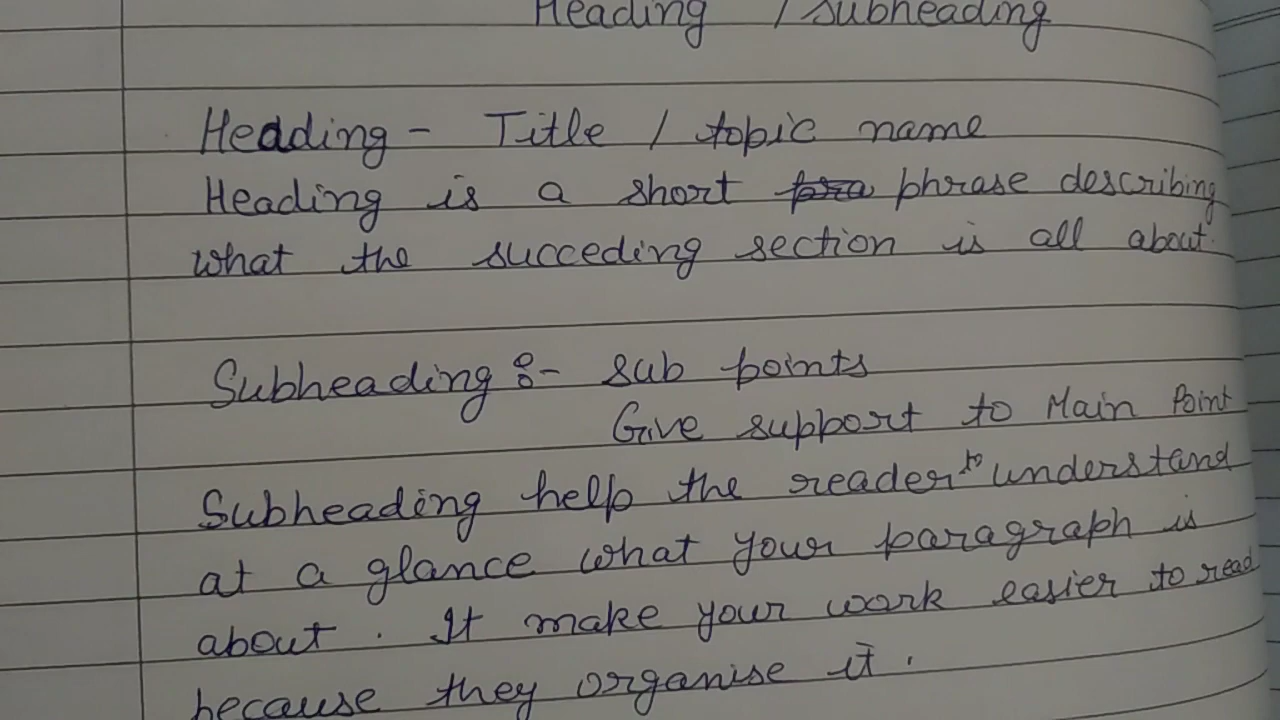 Heading / Subheading
Heading - Title / topic name
Heading is a short phrase describing
what the succeding section is all about.
Subheading :- sub points
Give support to Main Point
Subheading help the reader to understand
at a glance what your paragraph is
about. It make your work easier to read
because they organise it.